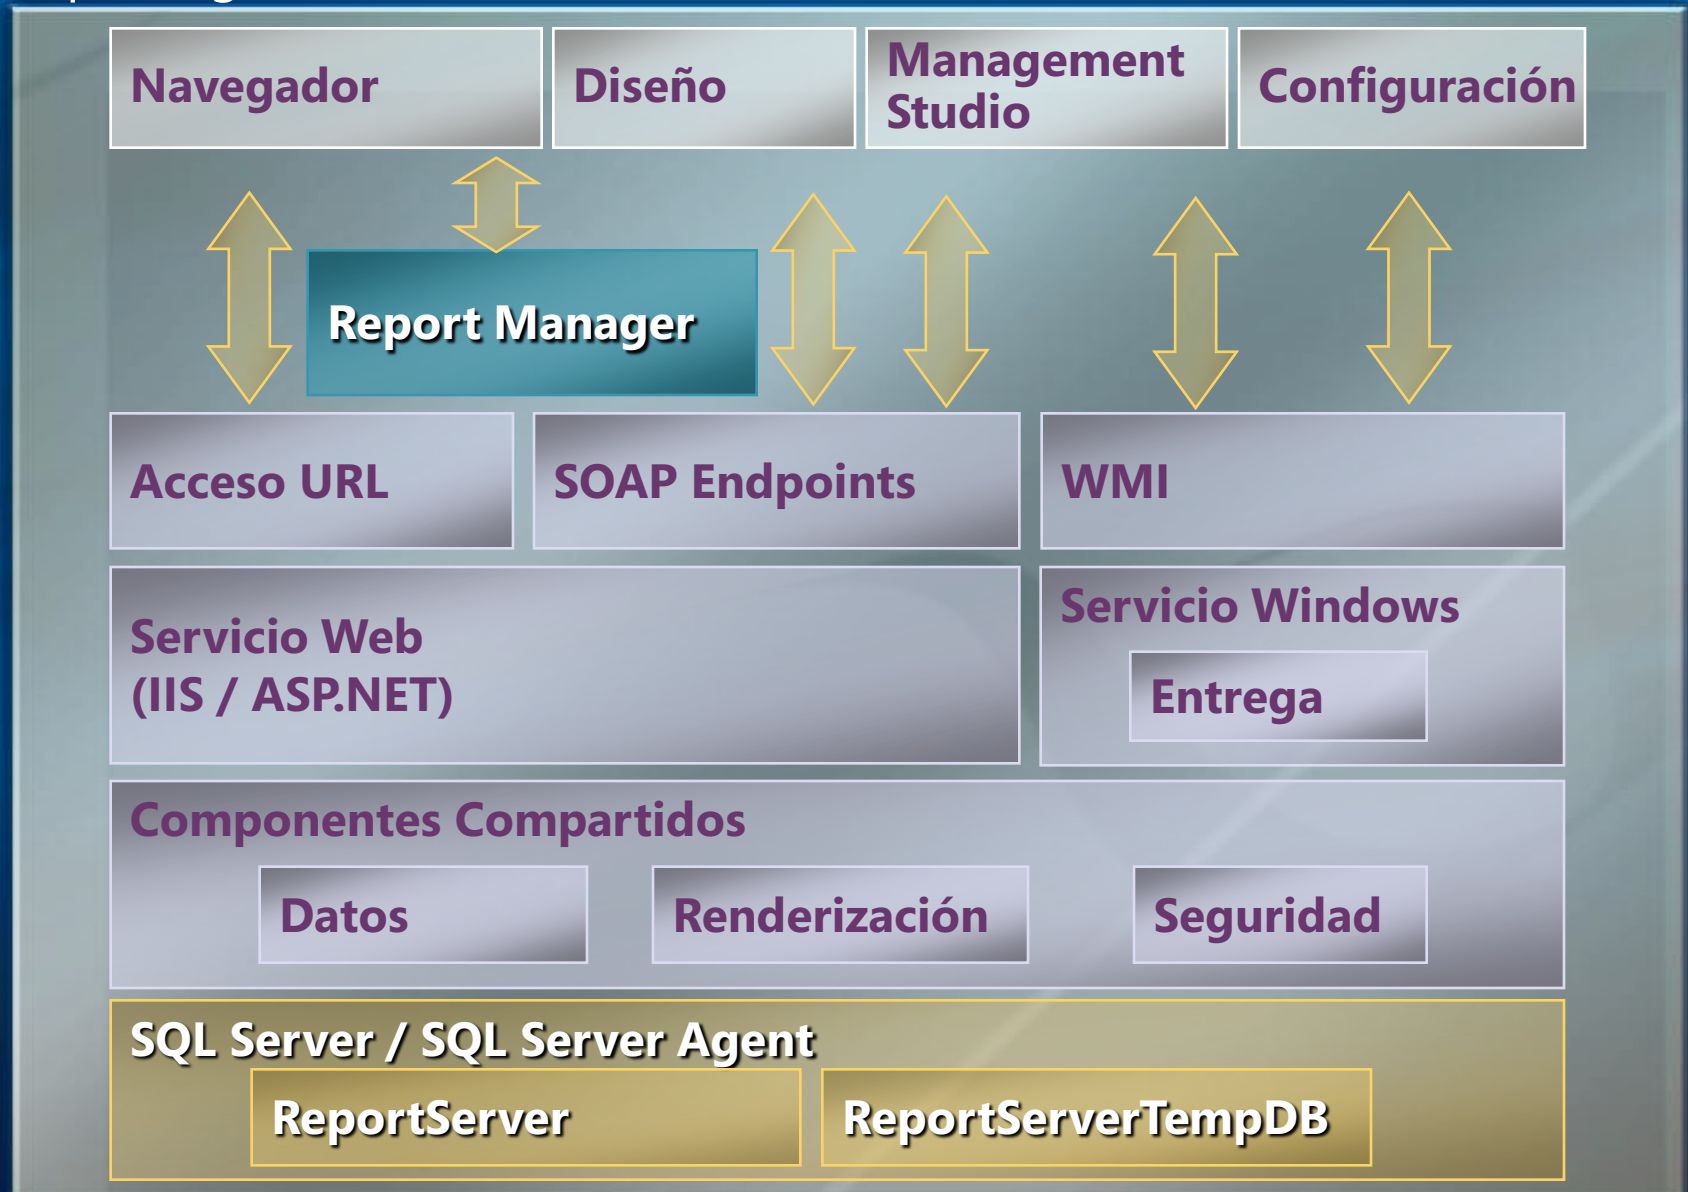 Navegador
Diseño
Management
Studio
Configuración
Report Manager
Acceso URL
SOAP Endpoints
WMI
Servicio Web
(IIS / ASP.NET)
Servicio Windows
Entrega
Componentes Compartidos
Datos
Renderización
Seguridad
SQL Server / SQL Server Agent
ReportServer
ReportServerTempDB